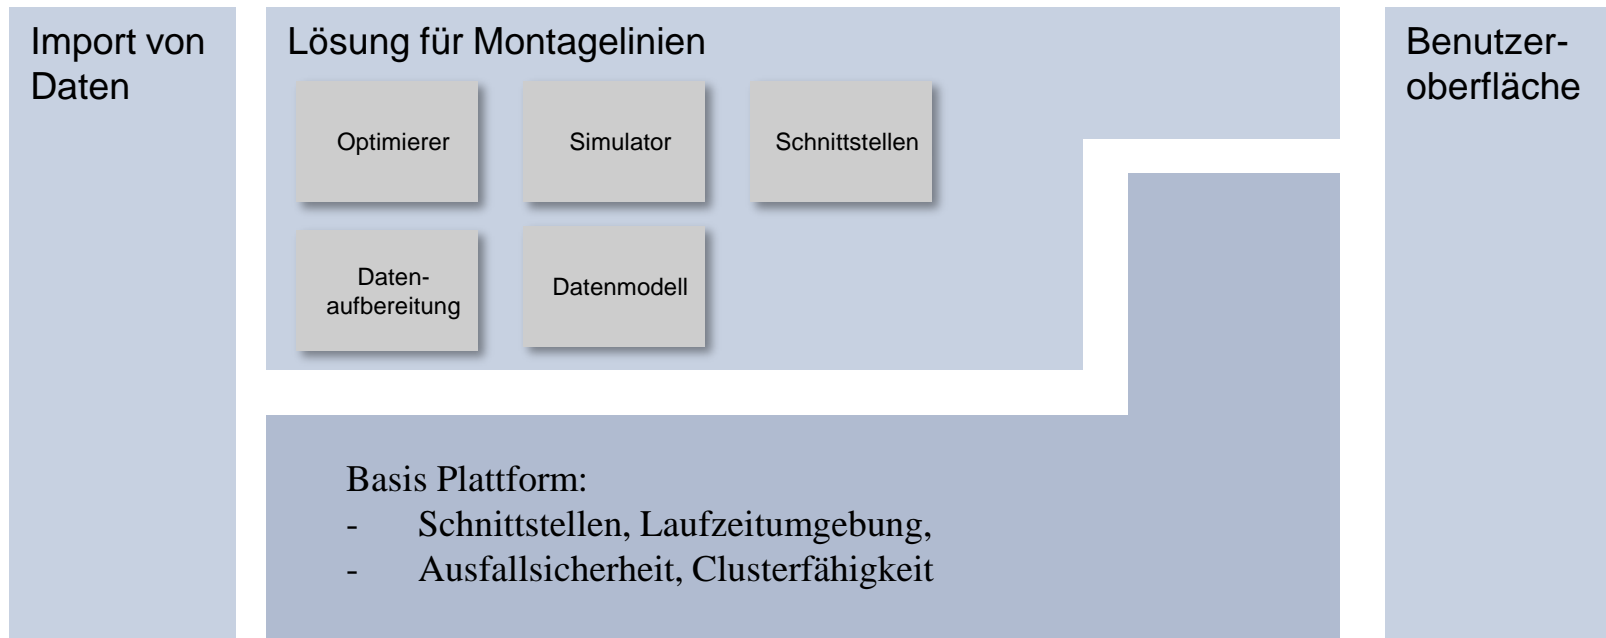 Import von
Daten
Lösung für Montagelinien
Optimierer
Simulator
Schnittstellen
Daten-
aufbereitung
Datenmodell
Basis Plattform:
- Schnittstellen, Laufzeitumgebung,
- Ausfallsicherheit, Clusterfähigkeit
Benutzer-
oberfläche